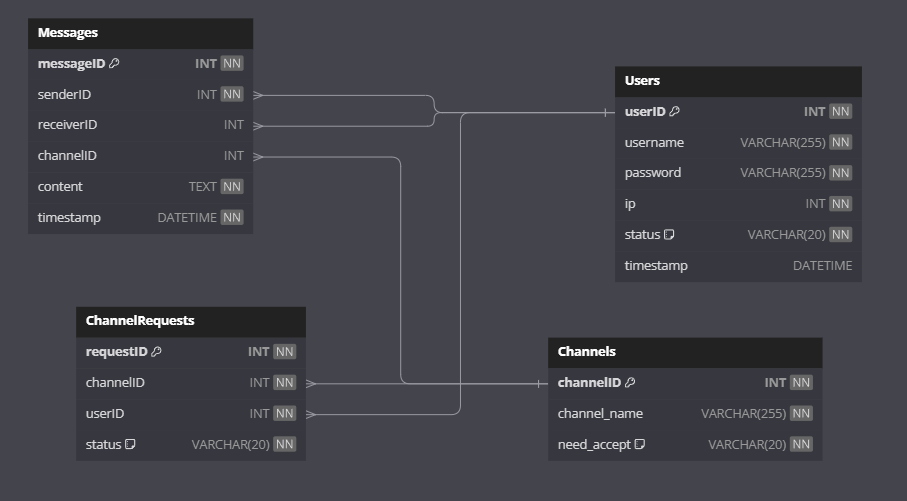 Messages
messageID INT NN
senderID INT NN
receiverID INT
channelID INT
content TEXT NN
timestamp DATETIME NN
Users
userID INT NN
username VARCHAR(255) NN
password VARCHAR(255) NN
ip INT NN
status VARCHAR(20) NN
timestamp DATETIME
ChannelRequests
requestID INT NN
channelID INT NN
userID INT NN
status VARCHAR(20) NN
Channels
channelID INT NN
channel_name VARCHAR(255) NN
need_accept VARCHAR(20) NN